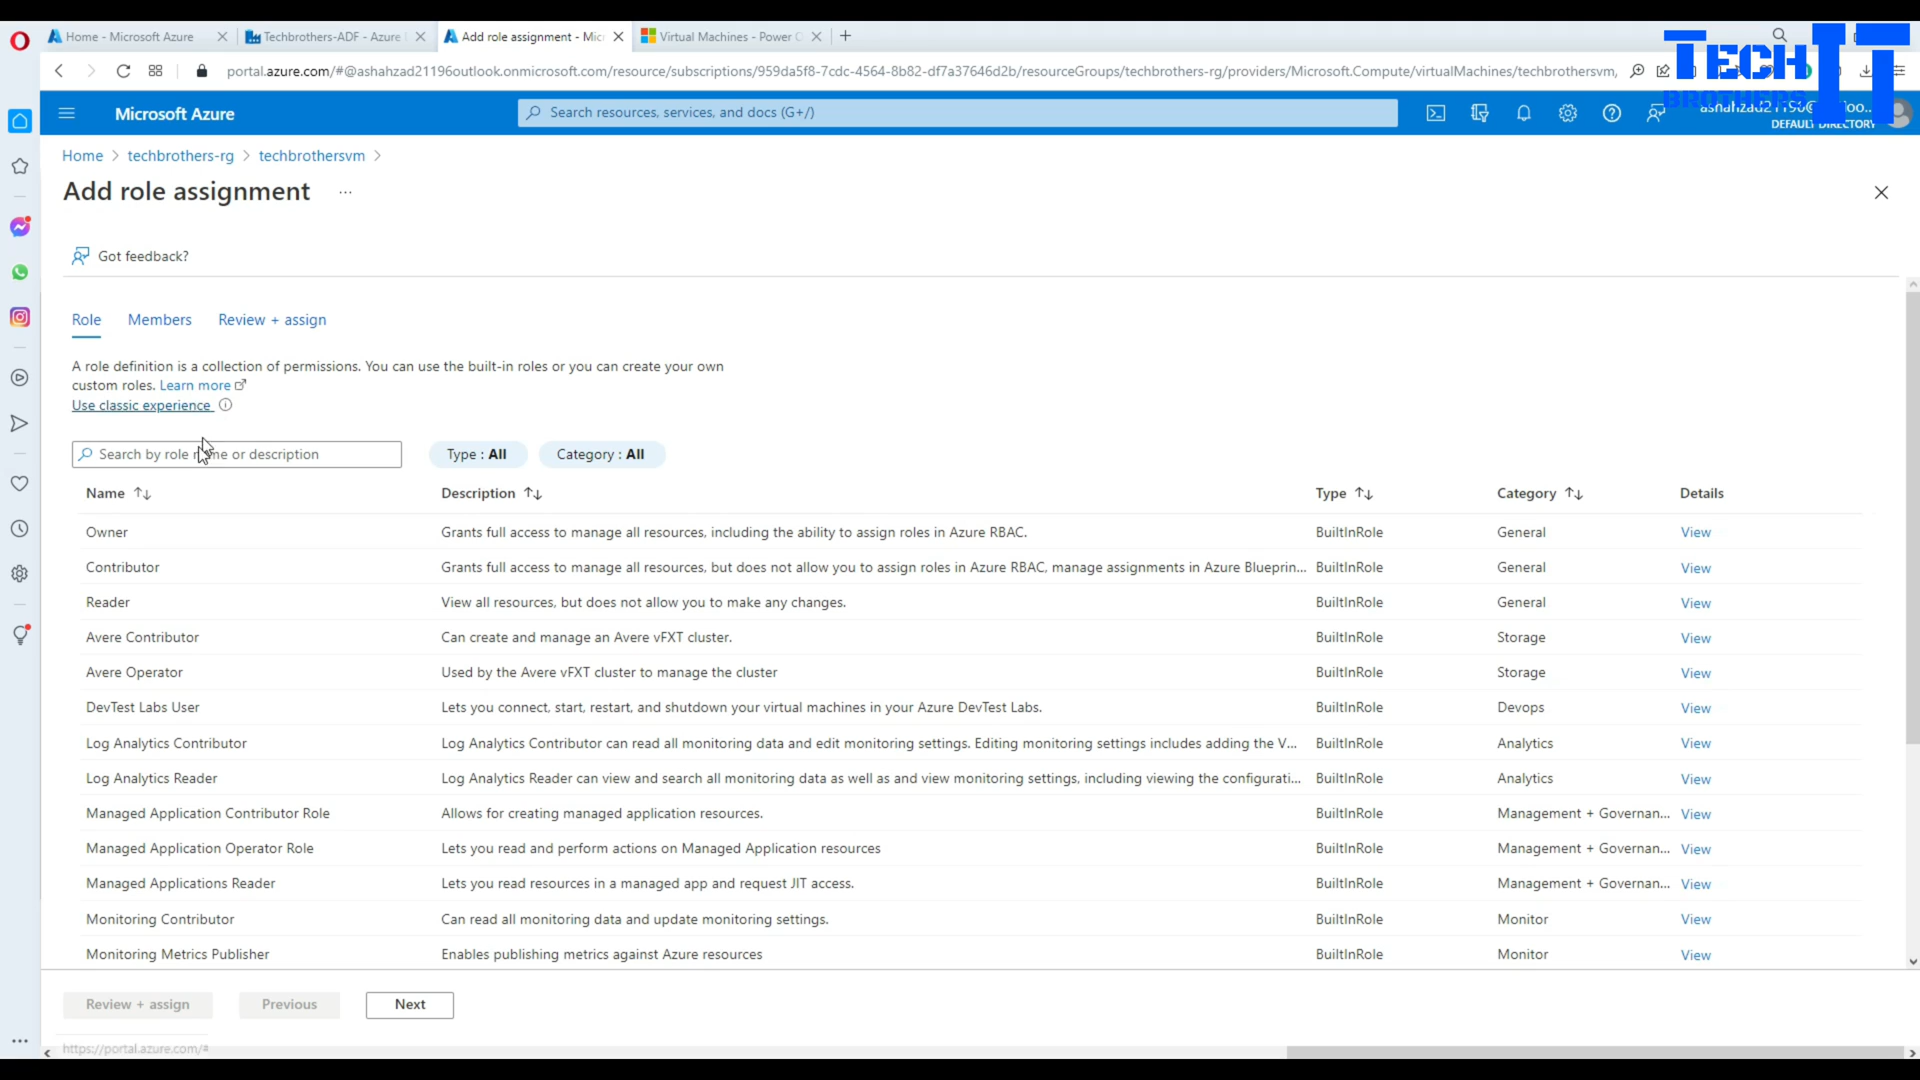 Home - Microsoft Azure
Techbrothers-ADF - Azure
Add role assignment - Mic
Virtual Machines - Power
TECH IT
BROTHERS
portal.azure.com/#@ashahzad21196outlook.onmicrosoft.com/resource/subscriptions/959da5f8-7cdc-4564-8b82-df7a37646d2b/resourceGroups/techbrothers-rg/providers/Microsoft.Compute/virtualMachines/techbrothersvm,
Microsoft Azure
Search resources, services, and docs (G+/)
ashahzad21196@outloo...
DEFAULT DIRECTORY
Home > techbrothers-rg > techbrothersvm >
Add role assignment ...
Got feedback?
Role Members Review + assign
A role definition is a collection of permissions. You can use the built-in roles or you can create your own
custom roles. Learn more
Use classic experience
Search by role name or description
Type : All
Category : All
Name Description Type Category Details
Owner Grants full access to manage all resources, including the ability to assign roles in Azure RBAC. BuiltInRole General View
Contributor Grants full access to manage all resources, but does not allow you to assign roles in Azure RBAC, manage assignments in Azure Blueprin... BuiltInRole General View
Reader View all resources, but does not allow you to make any changes. BuiltInRole General View
Avere Contributor Can create and manage an Avere vFXT cluster. BuiltInRole Storage View
Avere Operator Used by the Avere vFXT cluster to manage the cluster BuiltInRole Storage View
DevTest Labs User Lets you connect, start, restart, and shutdown your virtual machines in your Azure DevTest Labs. BuiltInRole Devops View
Log Analytics Contributor Log Analytics Contributor can read all monitoring data and edit monitoring settings. Editing monitoring settings includes adding the V... BuiltInRole Analytics View
Log Analytics Reader Log Analytics Reader can view and search all monitoring data as well as and view monitoring settings, including viewing the configurati... BuiltInRole Analytics View
Managed Application Contributor Role Allows for creating managed application resources. BuiltInRole Management + Governan... View
Managed Application Operator Role Lets you read and perform actions on Managed Application resources BuiltInRole Management + Governan... View
Managed Applications Reader Lets you read resources in a managed app and request JIT access. BuiltInRole Management + Governan... View
Monitoring Contributor Can read all monitoring data and update monitoring settings. BuiltInRole Monitor View
Monitoring Metrics Publisher Enables publishing metrics against Azure resources BuiltInRole Monitor View
Review + assign Previous Next
https://portal.azure.com/#